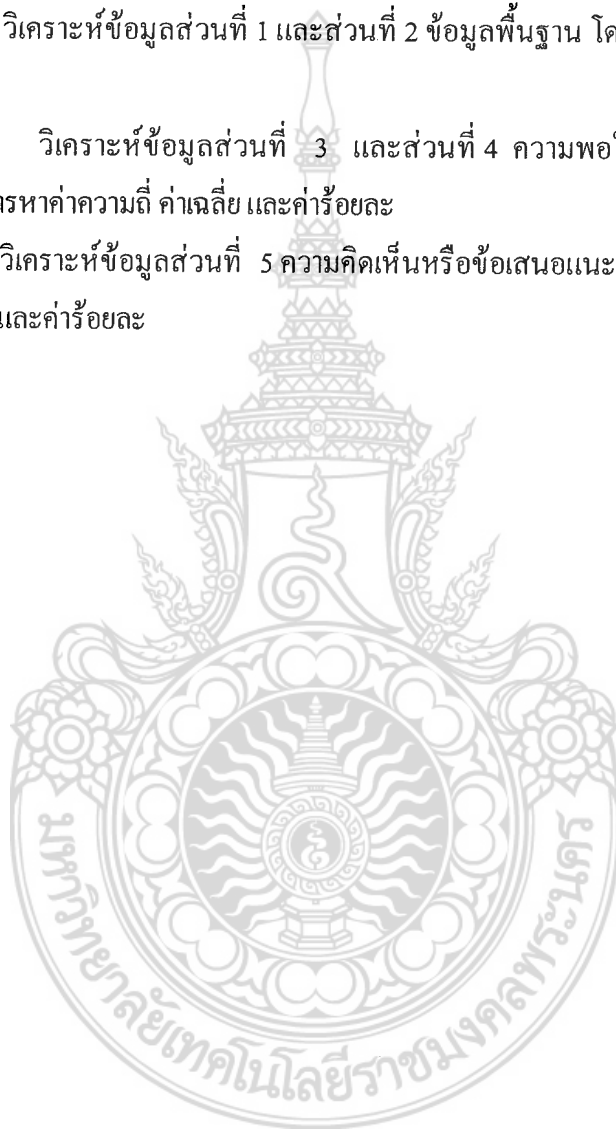 วิเคราะห์ข้อมูลส่วนที่ 1 และส่วนที่ 2 ข้อมูลพื้นฐาน โด
วิเคราะห์ข้อมูลส่วนที่ 3 และส่วนที่ 4 ความพอ
ารหาค่าความถี่ ค่าเฉลี่ย และค่าร้อยละ
วิเคราะห์ข้อมูลส่วนที่ 5 ความคิดเห็นหรือข้อเสนอแนะ
และค่าร้อยละ
มหาวิทยาลัยเทคโนโลยีราชมงคลพระนคร